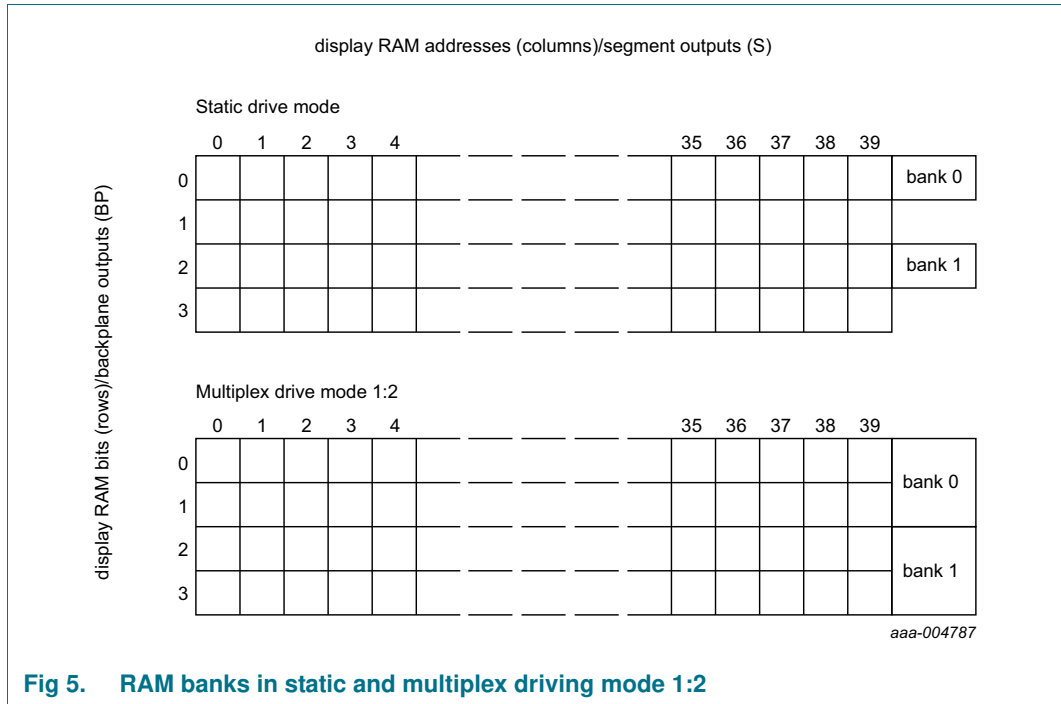 display RAM addresses (columns)/segment outputs (S)
display RAM bits (rows)/backplane outputs (BP)
Static drive mode
0 1 2 3 4 35 36 37 38 39
0 bank 0
1
2 bank 1
3
Multiplex drive mode 1:2
0 1 2 3 4 35 36 37 38 39
0
bank 0
1
2
bank 1
3
aaa-004787
Fig 5. RAM banks in static and multiplex driving mode 1:2